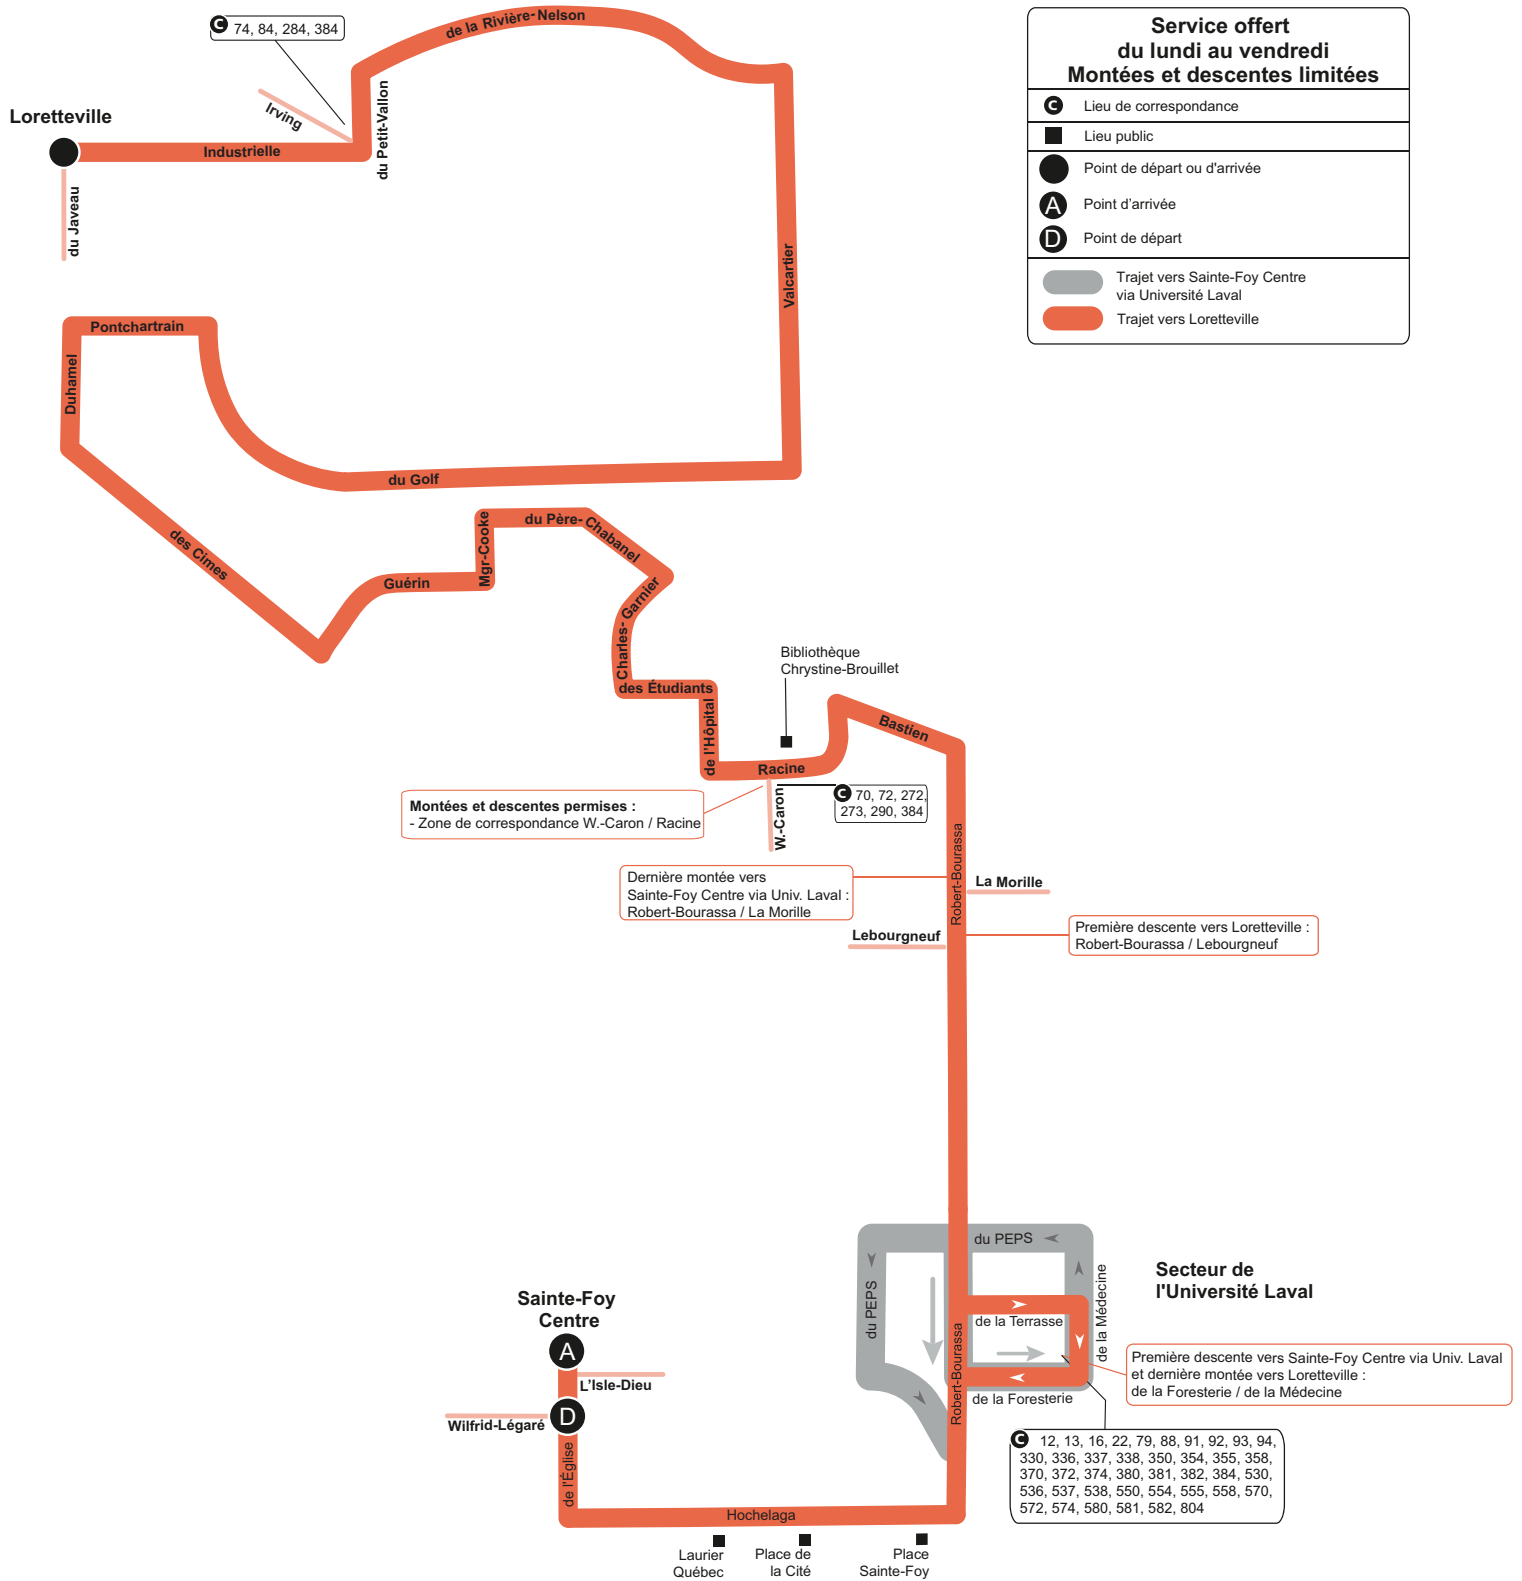 C 74, 84, 284, 384
de la Rivière-Nelson
Irving
du Petit-Vallon
Loretteville
Industrielle
du Javeau
Valcartier
Service offert
du lundi au vendredi
Montées et descentes limitées
C Lieu de correspondance
Lieu public
Point de départ ou d'arrivée
A Point d'arrivée
D Point de départ
Trajet vers Sainte-Foy Centre
via Université Laval
Trajet vers Loretteville
Pontchartrain
Duhamel
du Golf
des Cimes
Guérin
Mgr-Cooke
du Père-Chabanel
Charles-Garnier
des Étudiants
de l'Hôpital
Bibliothèque
Chrystine-Brouillet
Racine
Bastien
W.-Caron
C 70, 72, 272,
273, 290, 384
Montées et descentes permises :
- Zone de correspondance W.-Caron / Racine
Robert-Bourassa
Dernière montée vers
Sainte-Foy Centre via Univ. Laval :
Robert-Bourassa / La Morille
La Morille
Lebourgneuf
Première descente vers Loretteville :
Robert-Bourassa / Lebourgneuf
du PEPS
du PEPS
de la Médecine
Secteur de
l'Université Laval
de la Terrasse
Robert-Bourassa
de la Foresterie
Première descente vers Sainte-Foy Centre via Univ. Laval
et dernière montée vers Loretteville :
de la Foresterie / de la Médecine
C 12, 13, 16, 22, 79, 88, 91, 92, 93, 94,
330, 336, 337, 338, 350, 354, 355, 358,
370, 372, 374, 380, 381, 382, 384, 530,
536, 537, 538, 550, 554, 555, 558, 570,
572, 574, 580, 581, 582, 804
Sainte-Foy
Centre
A
L'Isle-Dieu
D
Wilfrid-Légaré
de l'Église
Hochelaga
Laurier
Québec
Place de
la Cité
Place
Sainte-Foy